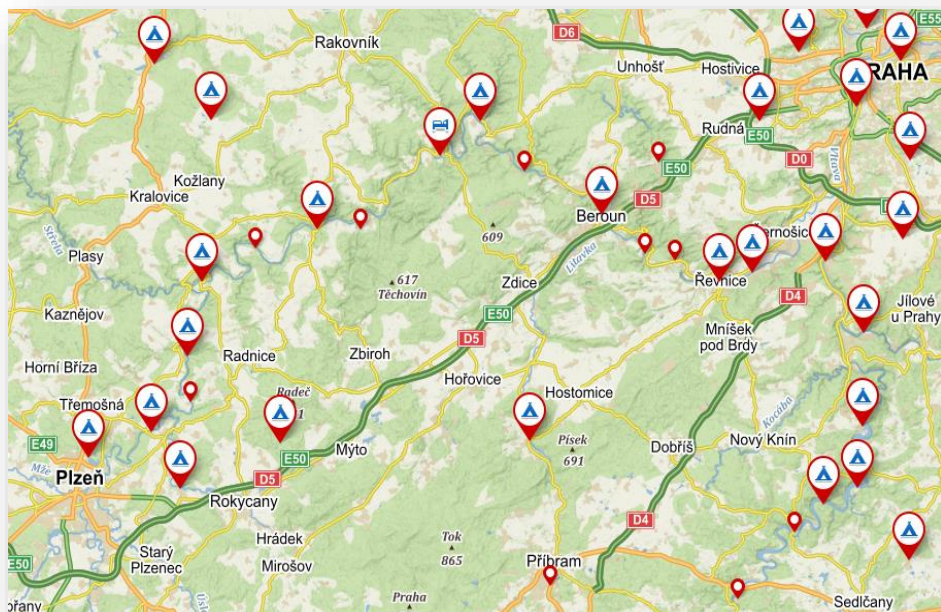 E55
Rakovník
D6
Unhošť
Hostivice
RAHA
Rudná
E50
E50
D0
Vltava
Kožlany
Kralovice
D5
Beroun
609
Střela
Plasy
Litavka
Řevnice
617
Těchovín
Zdice
D4
Jílové
u Prahy
Kaznějov
E50
Mníšek
pod Brdy
D5
Radnice
Zbiroh
Horní Bříza
Hořovice
Radeč
Hostomice
Třemošná
Kocába
E49
Písek
691
Dobříš
Nový Knín
Mýto
E50
Mže
Plzeň
D5
Rokycany
D4
Hrádek
Tok
865
Starý
Plzenec
Mirošov
Příbram
E50
Praha
Sedlčany